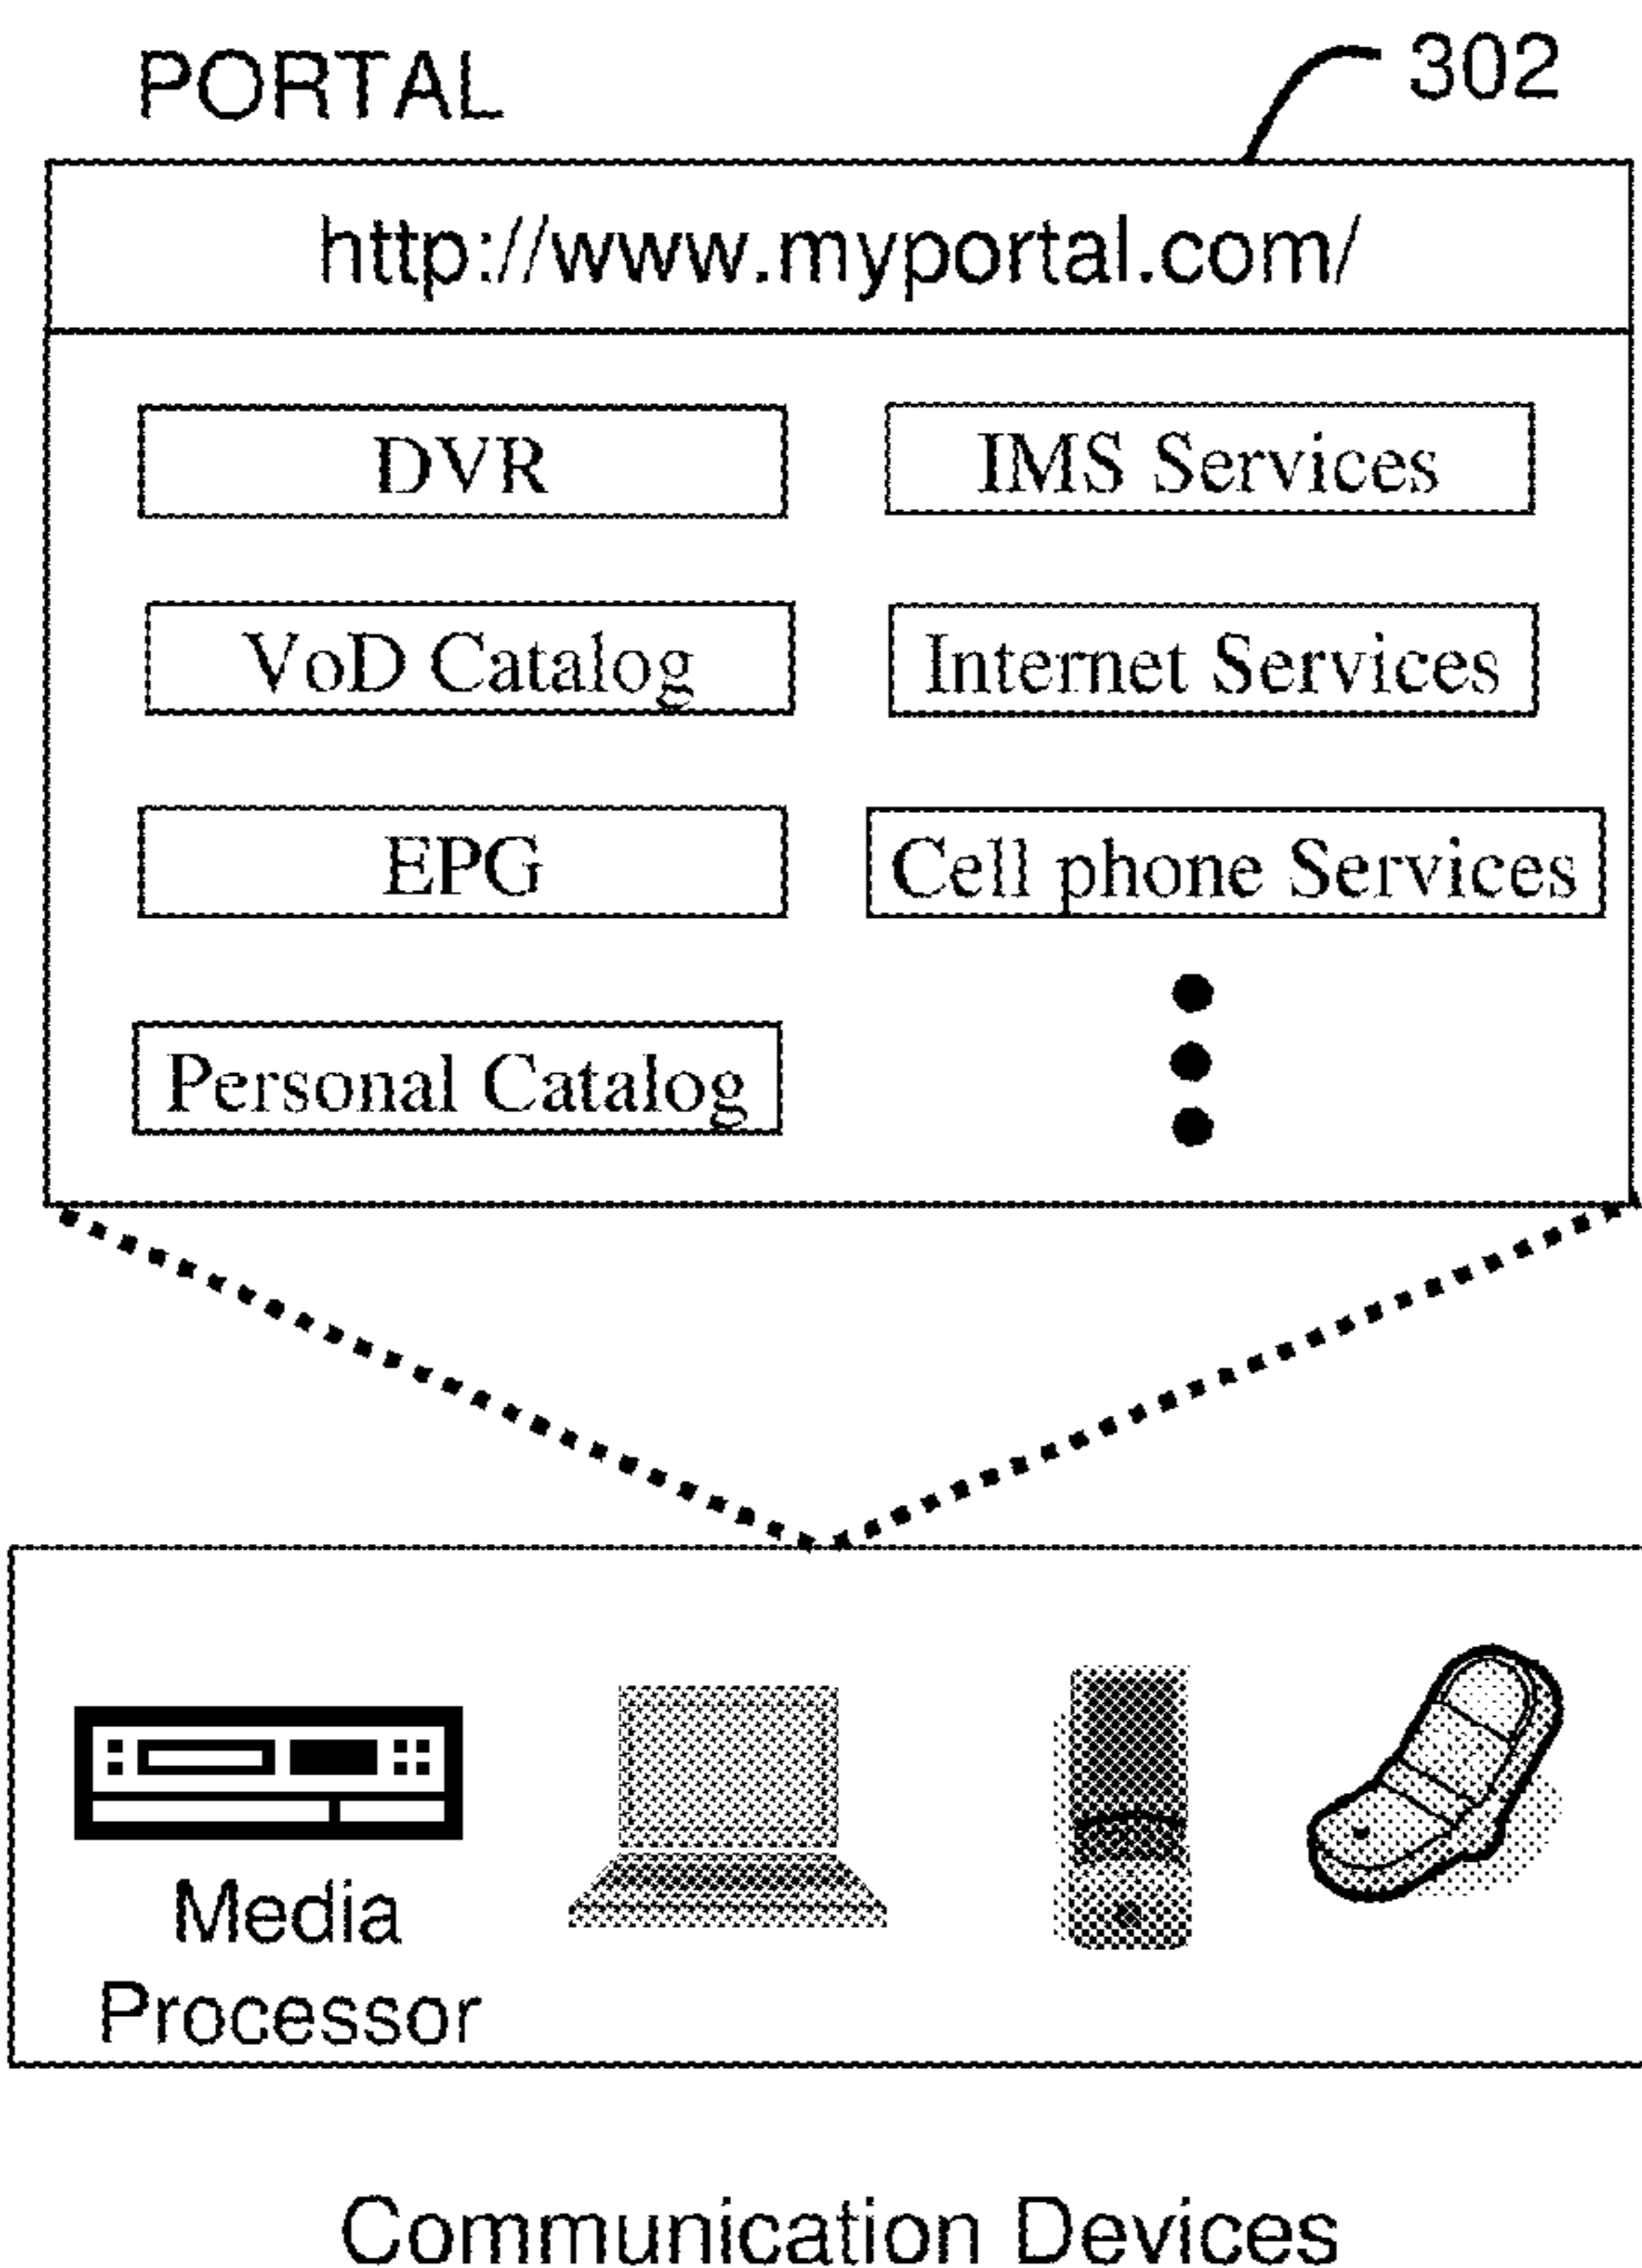 PORTAL
302
http://www.myportal.com/
DVR
IMS Services
VoD Catalog
Internet Services
EPG
Cell phone Services
Personal Catalog
Media
Processor
Communication Devices